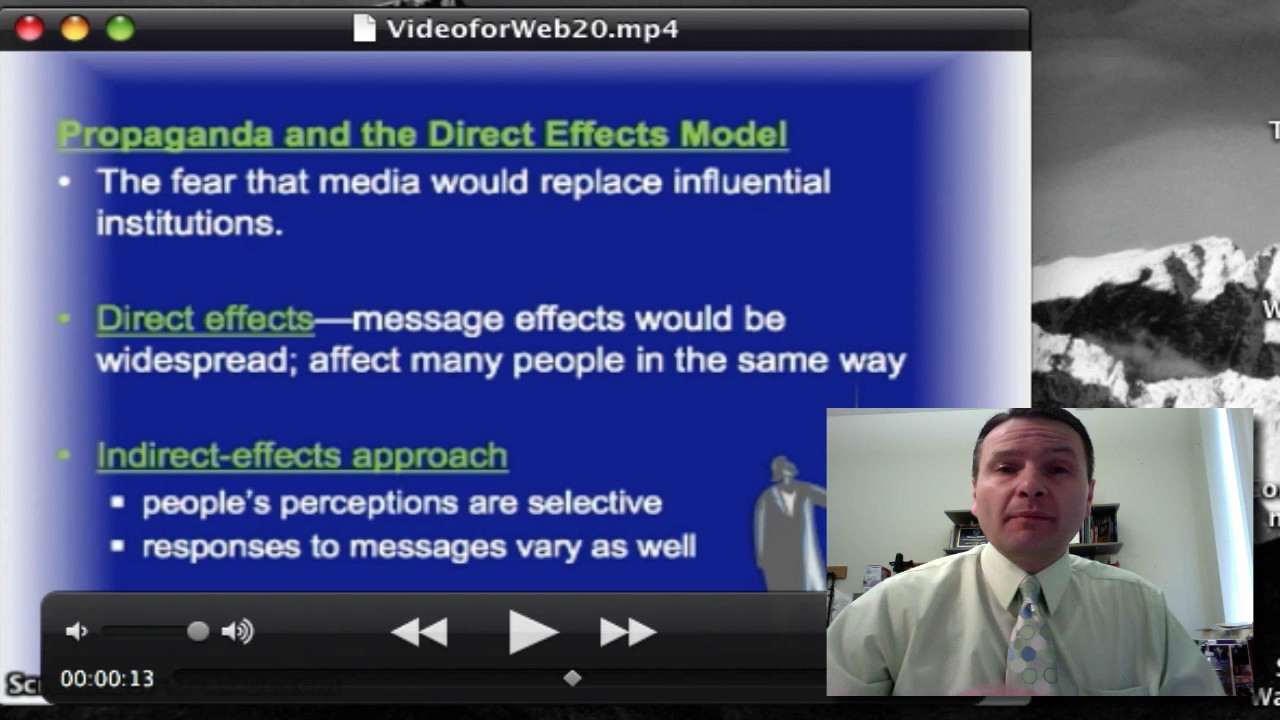 VideoforWeb20.mp4
Propaganda and the Direct Effects Model
• The fear that media would replace influential
institutions.
• Direct effects—message effects would be
widespread; affect many people in the same way
• Indirect-effects approach
▪ people's perceptions are selective
▪ responses to messages vary as well
00:00:13